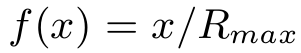 f(x) = x/R_{max}